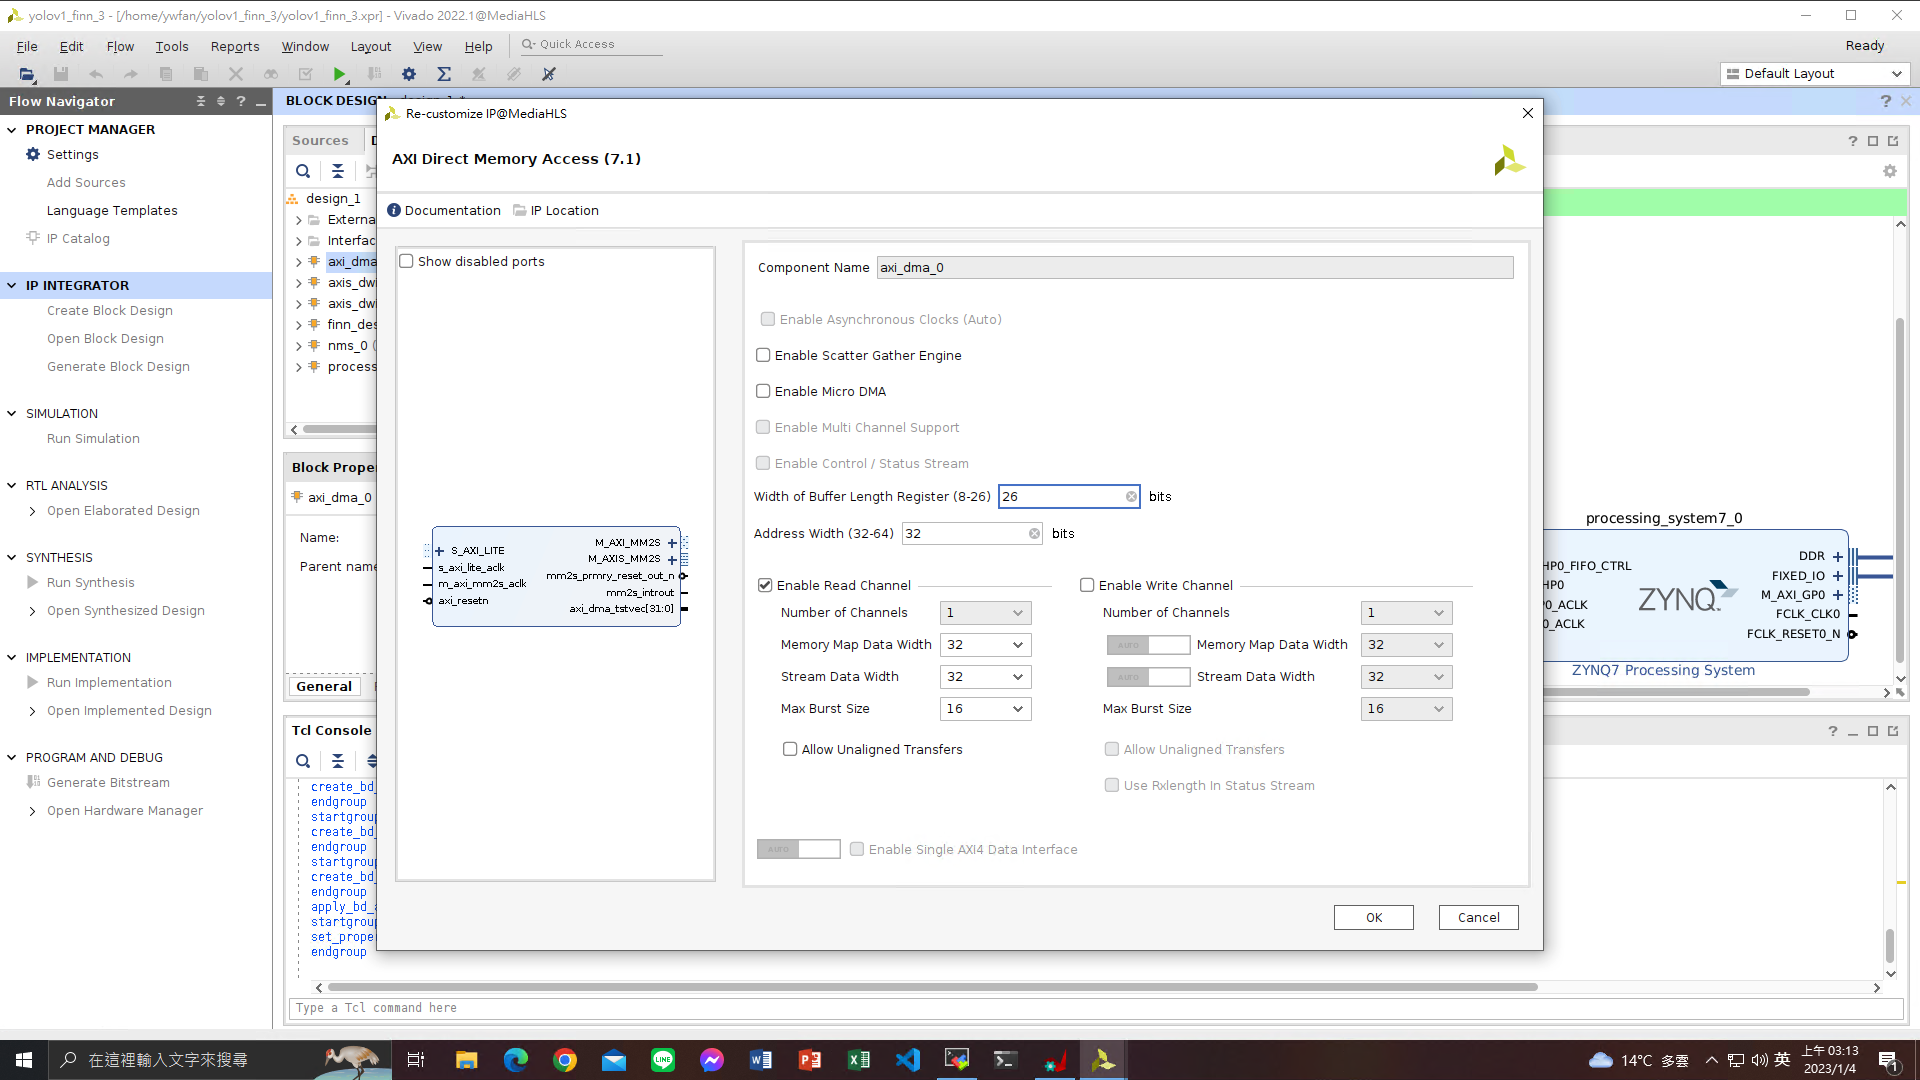 yolov1_finn_3 - [/home/ywfan/yolov1_finn_3/yolov1_finn_3.xpr] - Vivado 2022.1@MediaHLS
File Edit Flow Tools Reports Window Layout View Help
Quick Access
Ready
Default Layout
Flow Navigator
PROJECT MANAGER
Settings
Add Sources
Language Templates
IP Catalog
IP INTEGRATOR
Create Block Design
Open Block Design
Generate Block Design
SIMULATION
Run Simulation
RTL ANALYSIS
Open Elaborated Design
SYNTHESIS
Run Synthesis
Open Synthesized Design
IMPLEMENTATION
Run Implementation
Open Implemented Design
PROGRAM AND DEBUG
Generate Bitstream
Open Hardware Manager
BLOCK DESIGN
Sources
design_1
Externa
Interfac
axi_dma
axis_dw
axis_dw
finn_des
nms_0 (
process
Block Prope
axi_dma_0
Name:
Parent name
General
Tcl Console
create_bd_
endgroup
startgroup
create_bd_
endgroup
startgroup
create_bd_
endgroup
apply_bd_a
startgroup
set_proper
endgroup
Type a Tcl command here
Re-customize IP@MediaHLS
AXI Direct Memory Access (7.1)
Documentation IP Location
Show disabled ports
S_AXI_LITE
s_axi_lite_aclk
m_axi_mm2s_aclk
axi_resetn
M_AXI_MM2S
M_AXIS_MM2S
mm2s_prmry_reset_out_n
mm2s_introut
axi_dma_tstvec[31:0]
Component Name axi_dma_0
Enable Asynchronous Clocks (Auto)
Enable Scatter Gather Engine
Enable Micro DMA
Enable Multi Channel Support
Enable Control / Status Stream
Width of Buffer Length Register (8-26) 26 bits
Address Width (32-64) 32 bits
Enable Read Channel
Number of Channels 1
Memory Map Data Width 32
Stream Data Width 32
Max Burst Size 16
Allow Unaligned Transfers
Enable Write Channel
Number of Channels 1
AUTO Memory Map Data Width 32
AUTO Stream Data Width 32
Max Burst Size 16
Allow Unaligned Transfers
Use Rxlength In Status Stream
AUTO Enable Single AXI4 Data Interface
OK Cancel
processing_system7_0
HP0_FIFO_CTRL
HP0
P0_ACLK
0_ACLK
ZYNQ
DDR
FIXED_IO
M_AXI_GP0
FCLK_CLK0
FCLK_RESET0_N
ZYNQ7 Processing System
在這裡輸入文字來搜尋
14°C 多雲
英
上午 03:13
2023/1/4
1